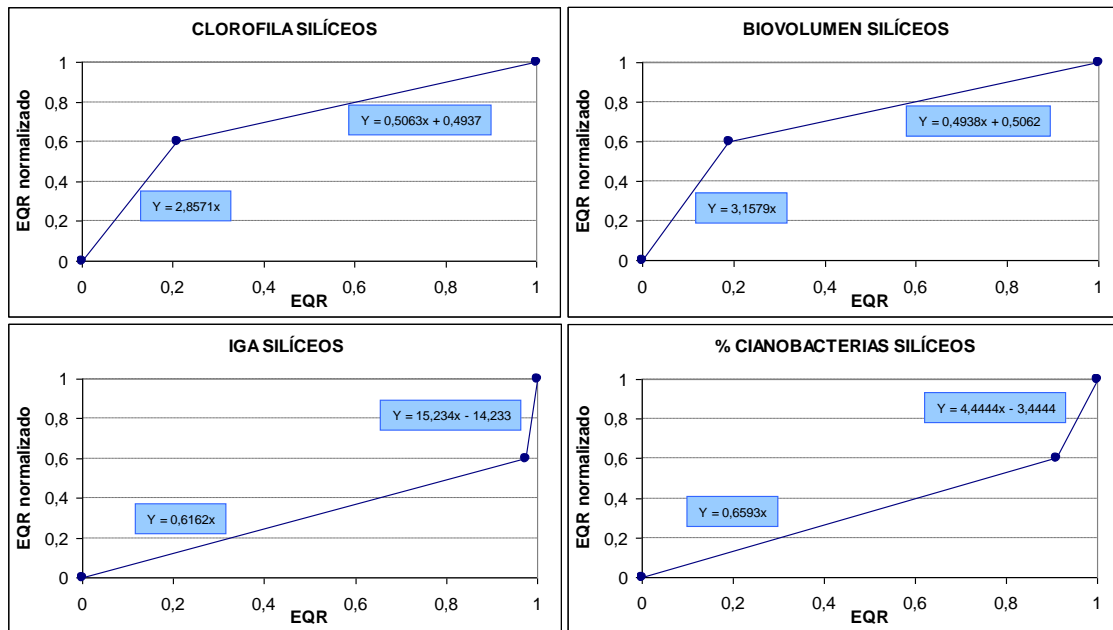 CLOROFILA SILÍCEOS
EQR normalizado
1
0,8
0,6
0,4
0,2
0
Y = 0,5063x + 0,4937
Y = 2,8571x
0 0,2 0,4 0,6 0,8 1
EQR
BIOVOLUMEN SILÍCEOS
EQR normalizado
1
0,8
0,6
0,4
0,2
0
Y = 0,4938x + 0,5062
Y = 3,1579x
0 0,2 0,4 0,6 0,8 1
EQR
IGA SILÍCEOS
EQR normalizado
1
0,8
0,6
0,4
0,2
0
Y = 15,234x - 14,233
Y = 0,6162x
0 0,2 0,4 0,6 0,8 1
EQR
% CIANOBACTERIAS SILÍCEOS
EQR normalizado
1
0,8
0,6
0,4
0,2
0
Y = 4,4444x - 3,4444
Y = 0,6593x
0 0,2 0,4 0,6 0,8 1
EQR